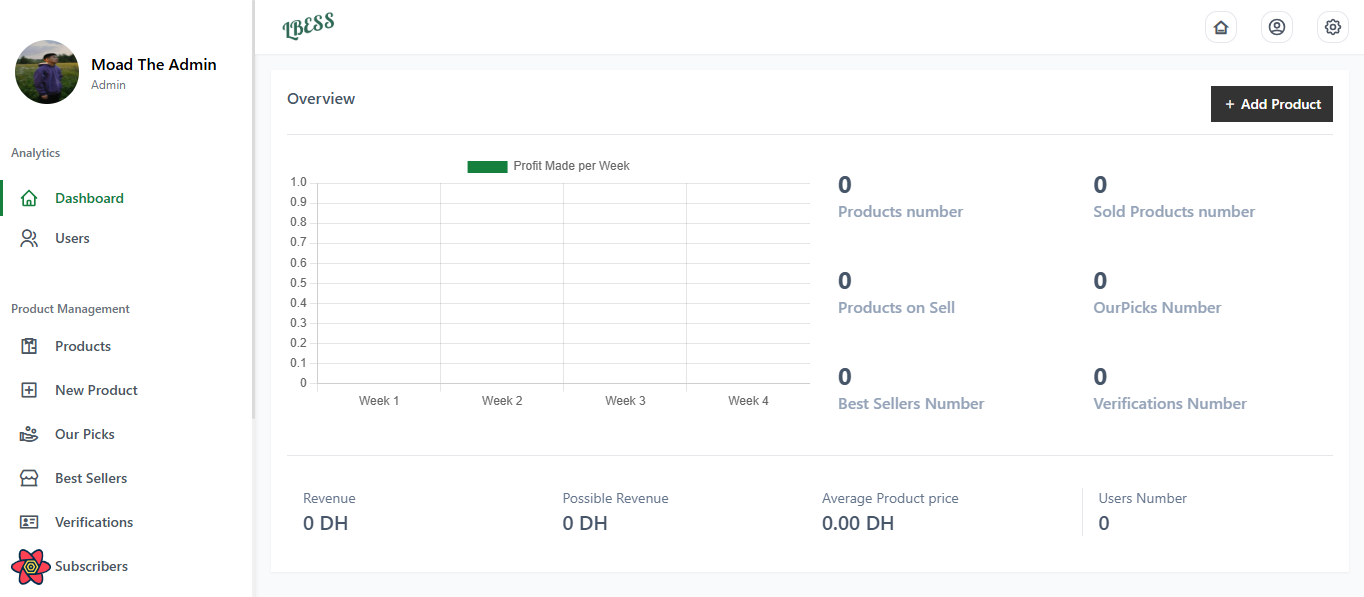 LBESS
Moad The Admin
Admin
Analytics
Dashboard
Users
Product Management
Products
New Product
Our Picks
Best Sellers
Verifications
Subscribers
Overview
+ Add Product
Profit Made per Week
1.0
0.9
0.8
0.7
0.6
0.5
0.4
0.3
0.2
0.1
0
Week 1 Week 2 Week 3 Week 4
0
Products number
0
Sold Products number
0
Products on Sell
0
OurPicks Number
0
Best Sellers Number
0
Verifications Number
Revenue
0 DH
Possible Revenue
0 DH
Average Product price
0.00 DH
Users Number
0